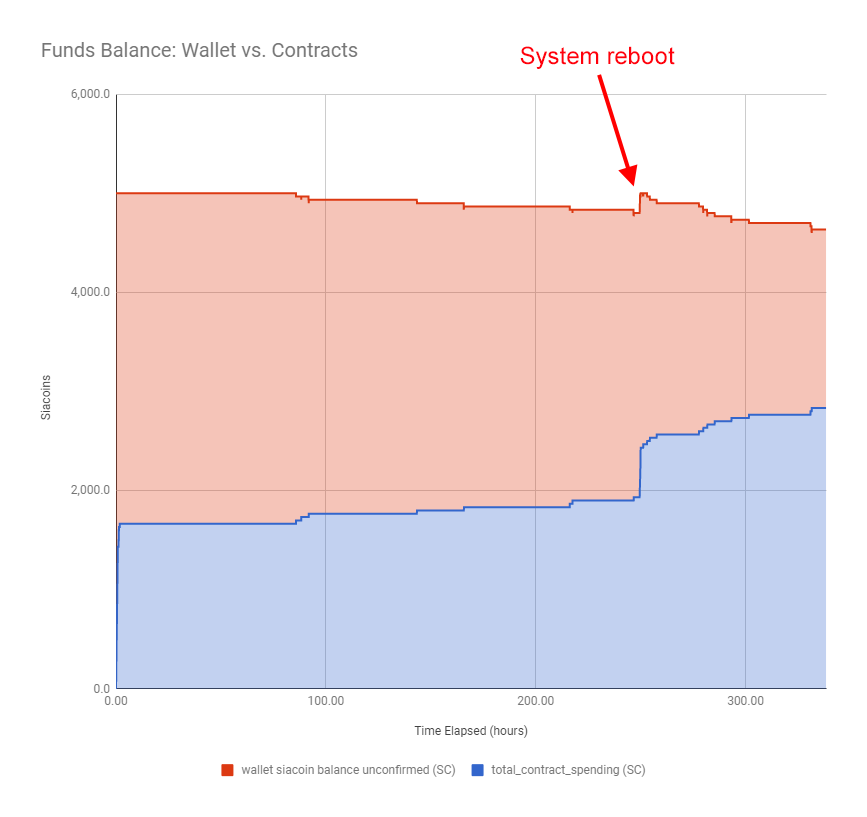 Funds Balance: Wallet vs. Contracts
System reboot
6,000.0
4,000.0
2,000.0
0.0
Siacoins
0.00
100.00
200.00
300.00
Time Elapsed (hours)
wallet siacoin balance unconfirmed (SC)
total_contract_spending (SC)